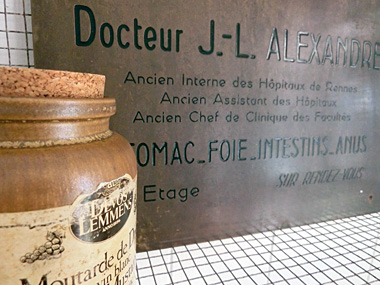 Docteur J.-L. ALEXANDRE
Ancien Interne des Hôpitaux de Rennes
Ancien Assistant des Hôpitaux
Ancien Chef de Clinique des Facultés
TOMAC_FOIE_INTESTINS_ANUS
SUR RENDEZ-VOUS
Etage
LEMMENS
Moutarde de